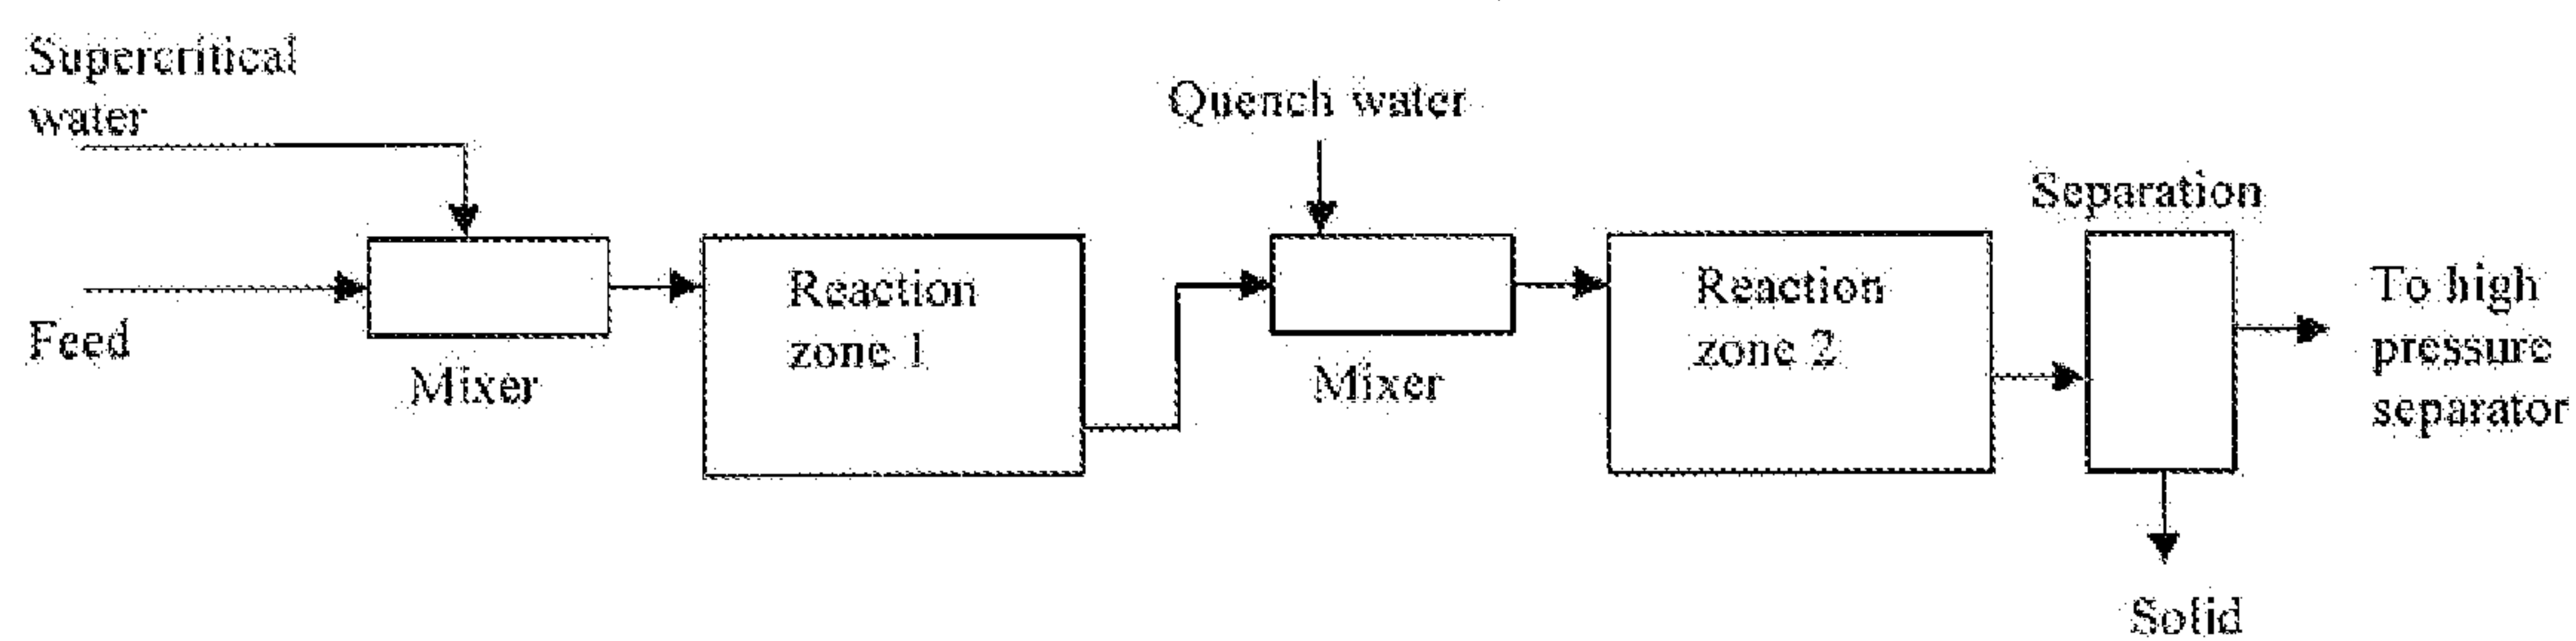 Supercritical
water
Quench water
Separation
Feed
Mixer
Reaction
zone 1
Mixer
Reaction
zone 2
To high
pressure
separator
Solid